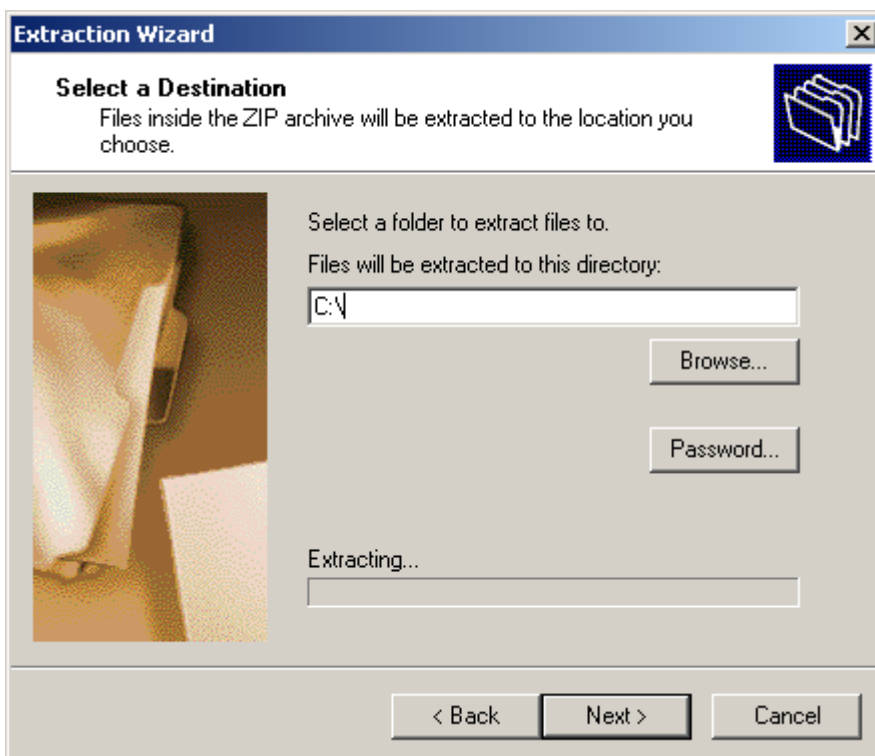 Extraction Wizard
Select a Destination
Files inside the ZIP archive will be extracted to the location you
choose.
Select a folder to extract files to.
Files will be extracted to this directory:
C:\
Browse...
Password...
Extracting...
< Back
Next >
Cancel